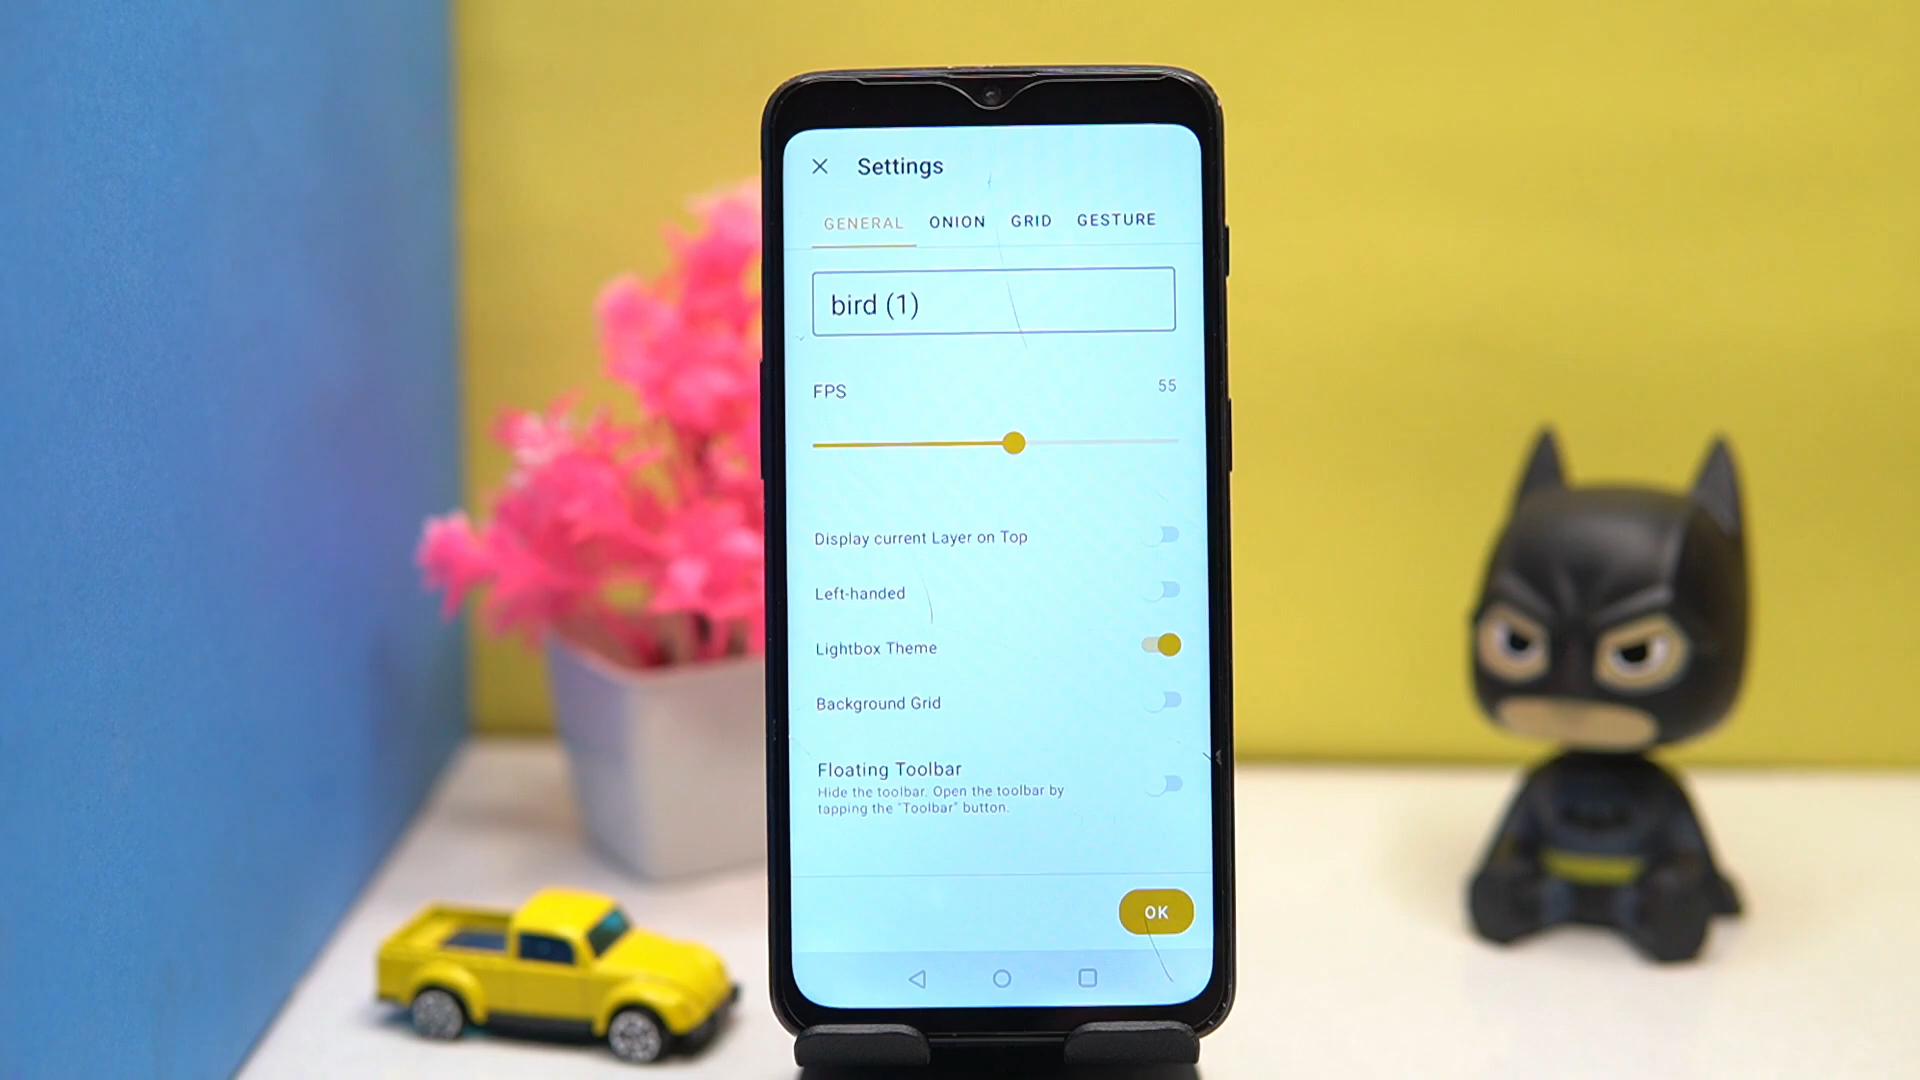 Settings
GENERAL ONION GRID GESTURE
bird (1)
FPS 55
Display current Layer on Top
Left-handed
Lightbox Theme
Background Grid
Floating Toolbar
Hide the toolbar. Open the toolbar by
tapping the "Toolbar" button.
OK